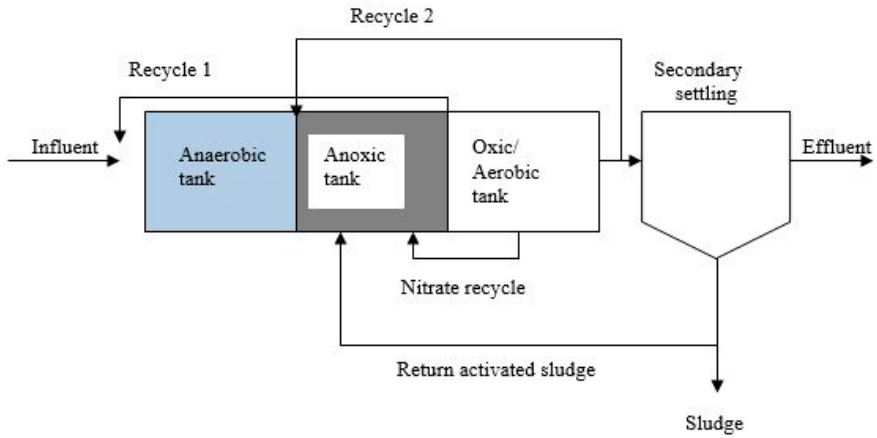 Recycle 2
Recycle 1
Secondary
settling
Influent
Anaerobic
tank
Anoxic
tank
Oxic/
Aerobic
tank
Effluent
Nitrate recycle
Return activated sludge
Sludge